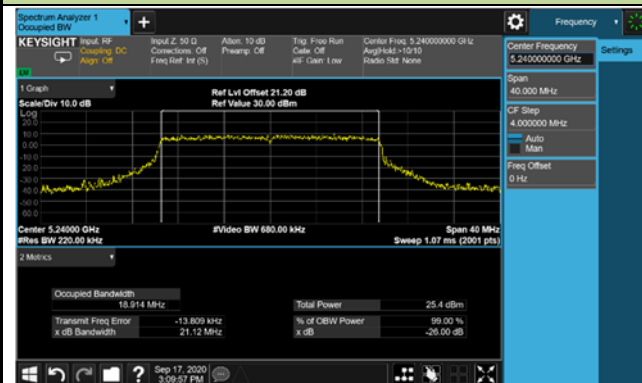 Spectrum Analyzer 1
Occupied BW
+
Frequency
KEYSIGHT
Input: RF
Coupling: DC
Align: Off
Input Z: 50 Ω
Corrections: Off
Freq Ref: Int (S)
Atten: 10 dB
Preamp: Off
Trig: Free Run
Gate: Off
#IF Gain: Low
Center Freq: 5.240000000 GHz
Avg|Hold:>10/10
Radio Std: None
Center Frequency
5.240000000 GHz
Settings
Span
40.000 MHz
CF Step
4.000000 MHz
Auto
Man
Freq Offset
0 Hz
1 Graph
Scale/Div 10.0 dB
Ref Lvl Offset 21.20 dB
Ref Value 30.00 dBm
Log
20.0
10.0
0.00
-10.0
-20.0
-30.0
-40.0
-50.0
-60.0
Center 5.24000 GHz
#Video BW 680.00 kHz
Span 40 MHz
#Res BW 220.00 kHz
Sweep 1.07 ms (2001 pts)
2 Metrics
Occupied Bandwidth
18.914 MHz
Total Power 25.4 dBm
Transmit Freq Error -13.809 kHz
% of OBW Power 99.00 %
x dB Bandwidth 21.12 MHz
x dB -26.00 dB
?
Sep 17, 2020
3:09:57 PM